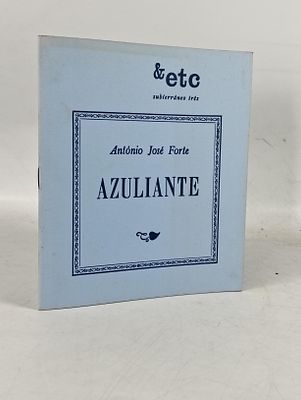 &etc
subterrâneo três
António José Forte
AZULIANTE